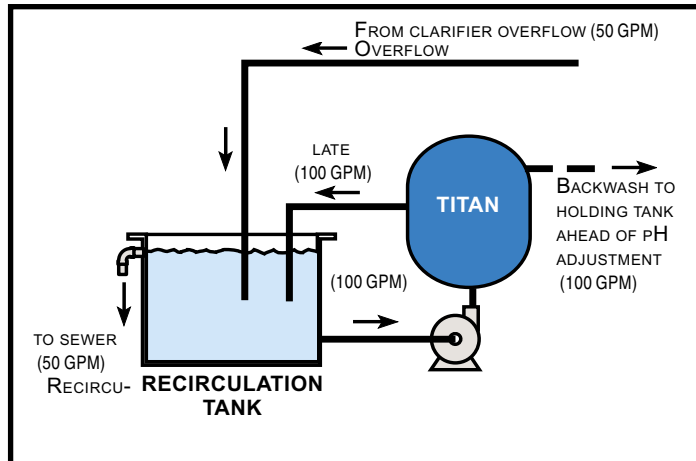 FROM CLARIFIER OVERFLOW (50 GPM)
OVERFLOW
LATE
(100 GPM)
TITAN
BACKWASH TO
HOLDING TANK
AHEAD OF pH
ADJUSTMENT
(100 GPM)
(100 GPM)
TO SEWER
(50 GPM)
RECIRCU-
RECIRCULATION
TANK